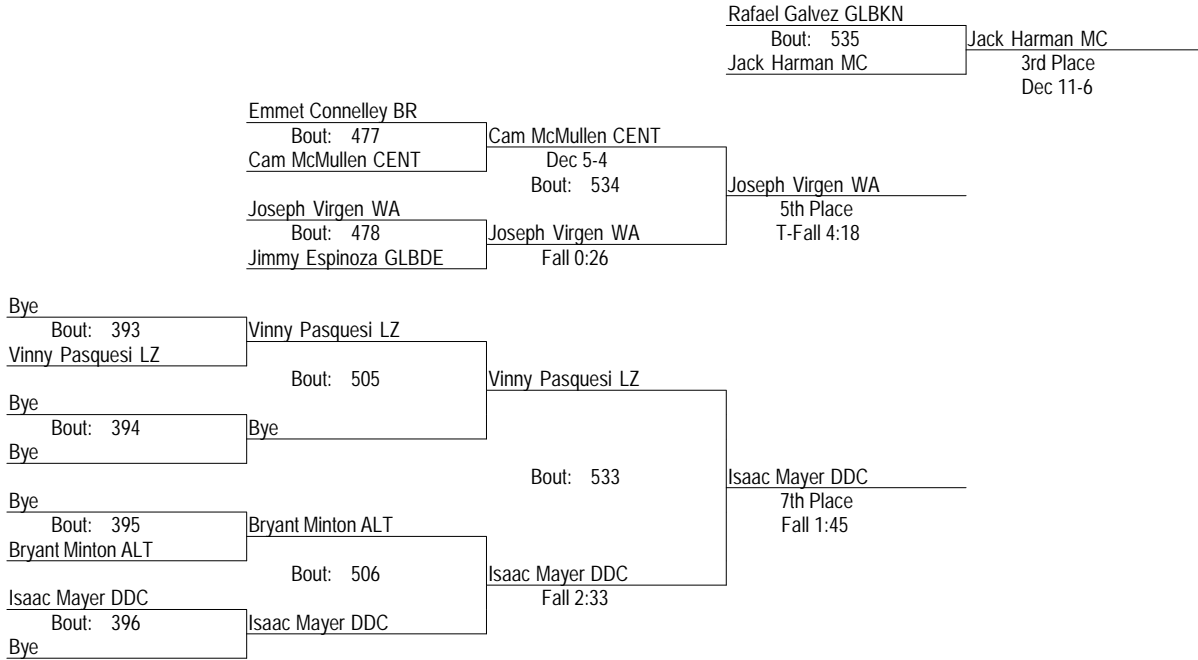 Rafael Galvez GLBKN
Bout: 535
Jack Harman MC
Jack Harman MC
3rd Place
Dec 11-6
Emmet Connelley BR
Bout: 477
Cam McMullen CENT
Cam McMullen CENT
Dec 5-4
Bout: 534
Joseph Virgen WA
5th Place
T-Fall 4:18
Joseph Virgen WA
Bout: 478
Jimmy Espinoza GLBDE
Joseph Virgen WA
Fall 0:26
Bye
Bout: 393
Vinny Pasquesi LZ
Vinny Pasquesi LZ
Bout: 505
Vinny Pasquesi LZ
Bye
Bout: 394
Bye
Bye
Bout: 533
Isaac Mayer DDC
7th Place
Fall 1:45
Bye
Bout: 395
Bryant Minton ALT
Bryant Minton ALT
Bout: 506
Isaac Mayer DDC
Fall 2:33
Isaac Mayer DDC
Bout: 396
Bye
Isaac Mayer DDC